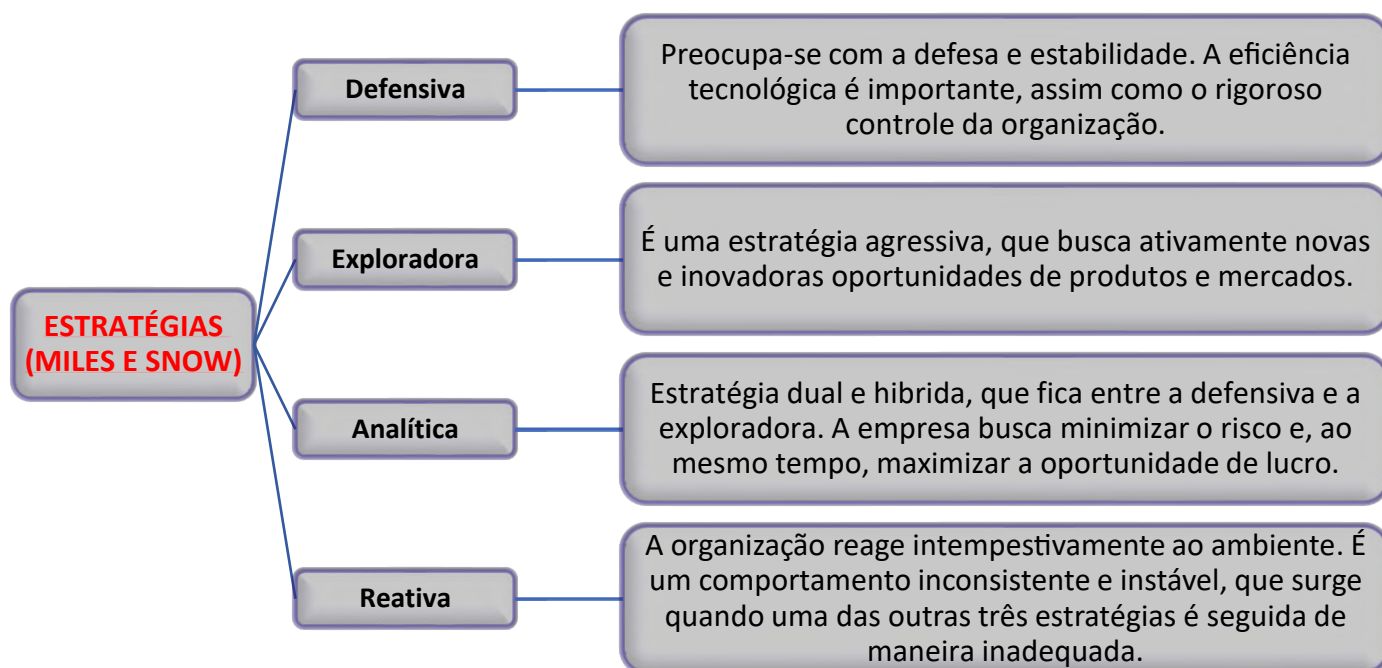 Defensiva
Preocupa-se com a defesa e estabilidade. A eficiência
tecnológica é importante, assim como o rigoroso
controle da organização.
Exploradora
É uma estratégia agressiva, que busca ativamente novas
e inovadoras oportunidades de produtos e mercados.
ESTRATÉGIAS
(MILES E SNOW)
Analítica
Estratégia dual e hibrida, que fica entre a defensiva e a
exploradora. A empresa busca minimizar o risco e, ao
mesmo tempo, maximizar a oportunidade de lucro.
Reativa
A organização reage intempestivamente ao ambiente. É
um comportamento inconsistente e instável, que surge
quando uma das outras três estratégias é seguida de
maneira inadequada.